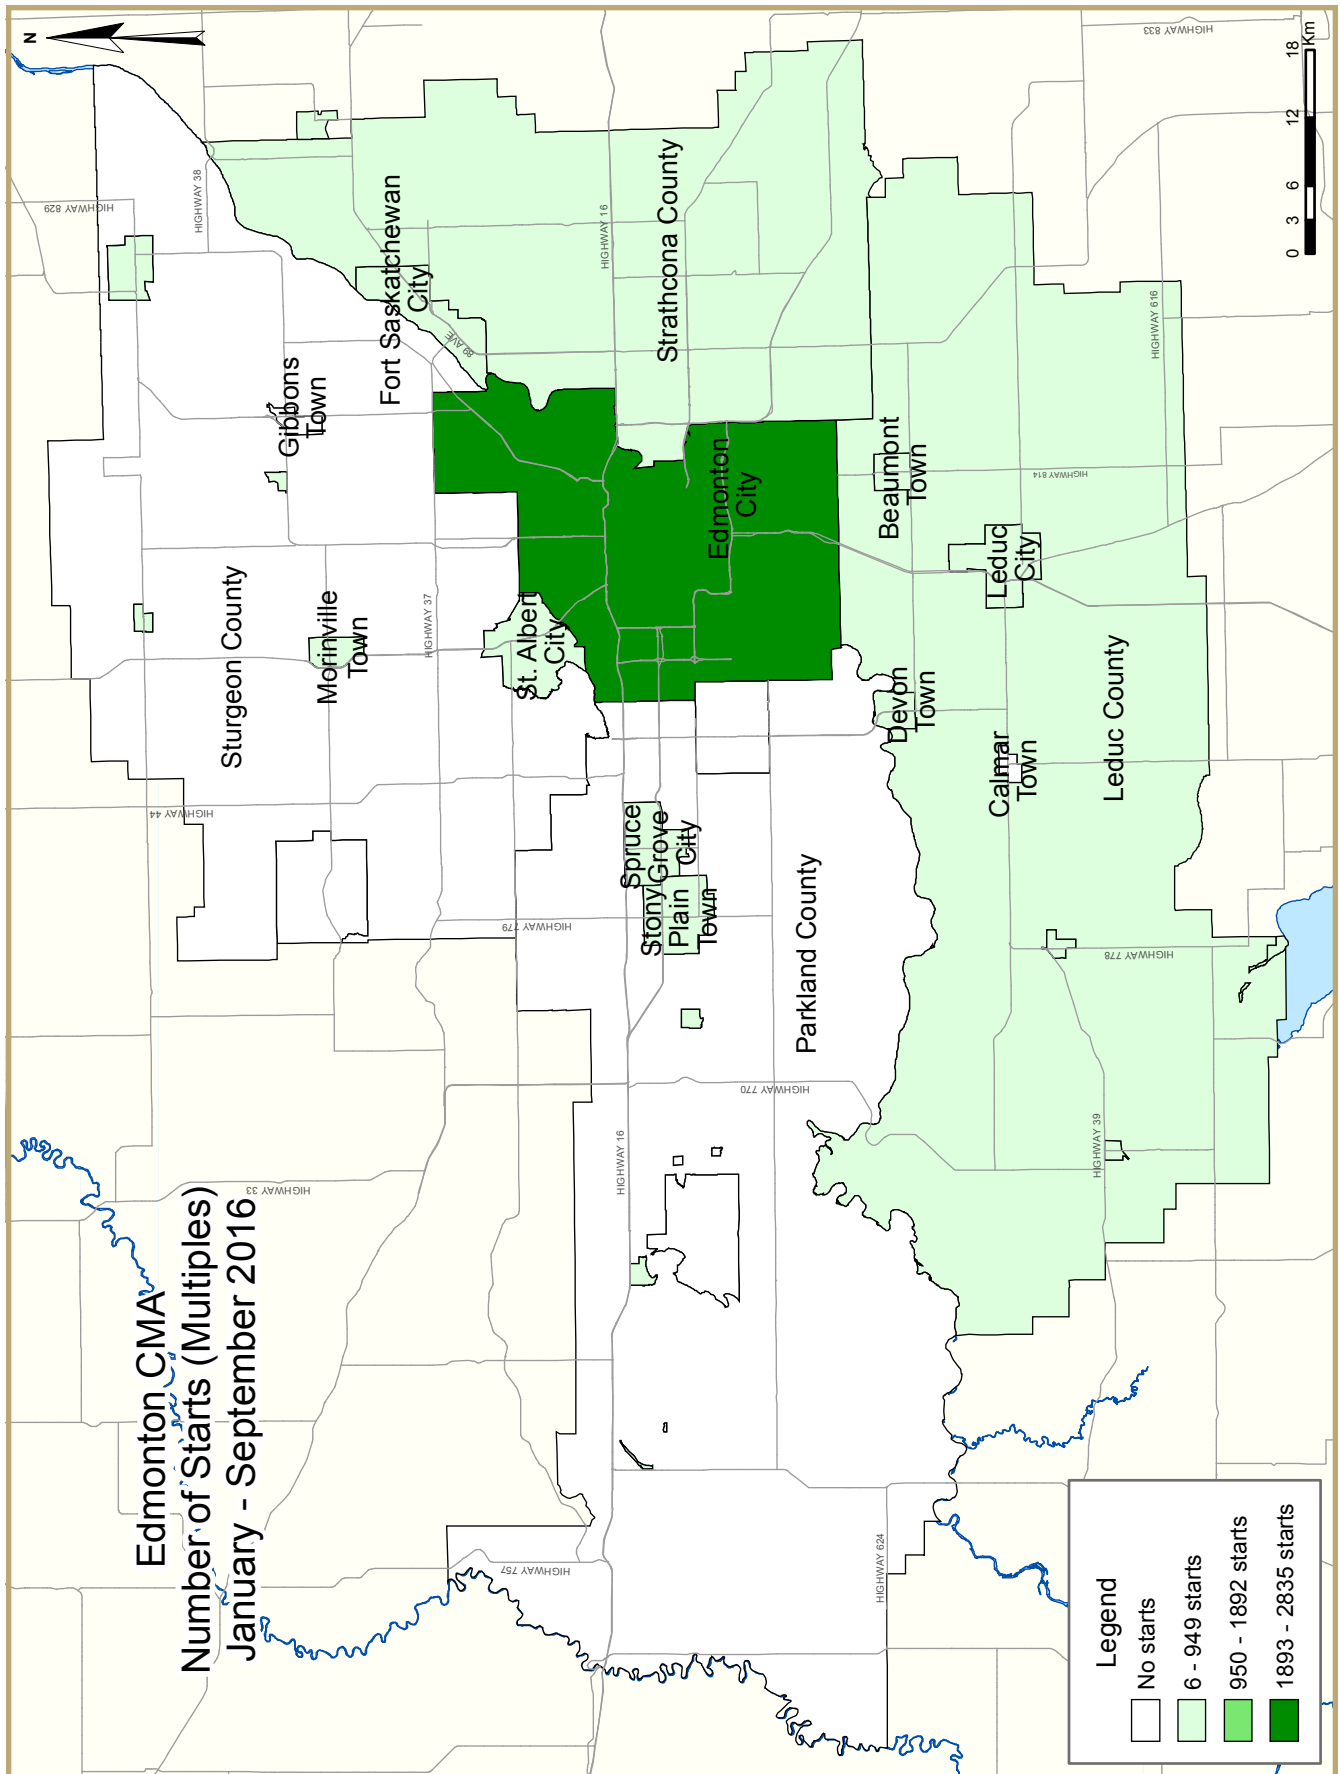 Edmonton CMA
Number of Starts (Multiples)
January - September 2016
N
HIGHWAY 829
HIGHWAY 38
HIGHWAY 833
HIGHWAY 16
Fort Saskatchewan
City
89 AVE
Strathcona County
Gibbons
Town
Sturgeon County
Morinville
Town
HIGHWAY 37
HIGHWAY 44
St. Albert
City
Edmonton
City
Beaumont
Town
HIGHWAY 814
HIGHWAY 616
Leduc
City
Devon
Town
Calmar
Town
Leduc County
Spruce
Grove
City
Stony
Plain
Town
HIGHWAY 779
Parkland County
HIGHWAY 778
HIGHWAY 770
HIGHWAY 16
HIGHWAY 39
HIGHWAY 33
HIGHWAY 757
HIGHWAY 624
0 3 6 12 18
Km
Legend
No starts
6 - 949 starts
950 - 1892 starts
1893 - 2835 starts